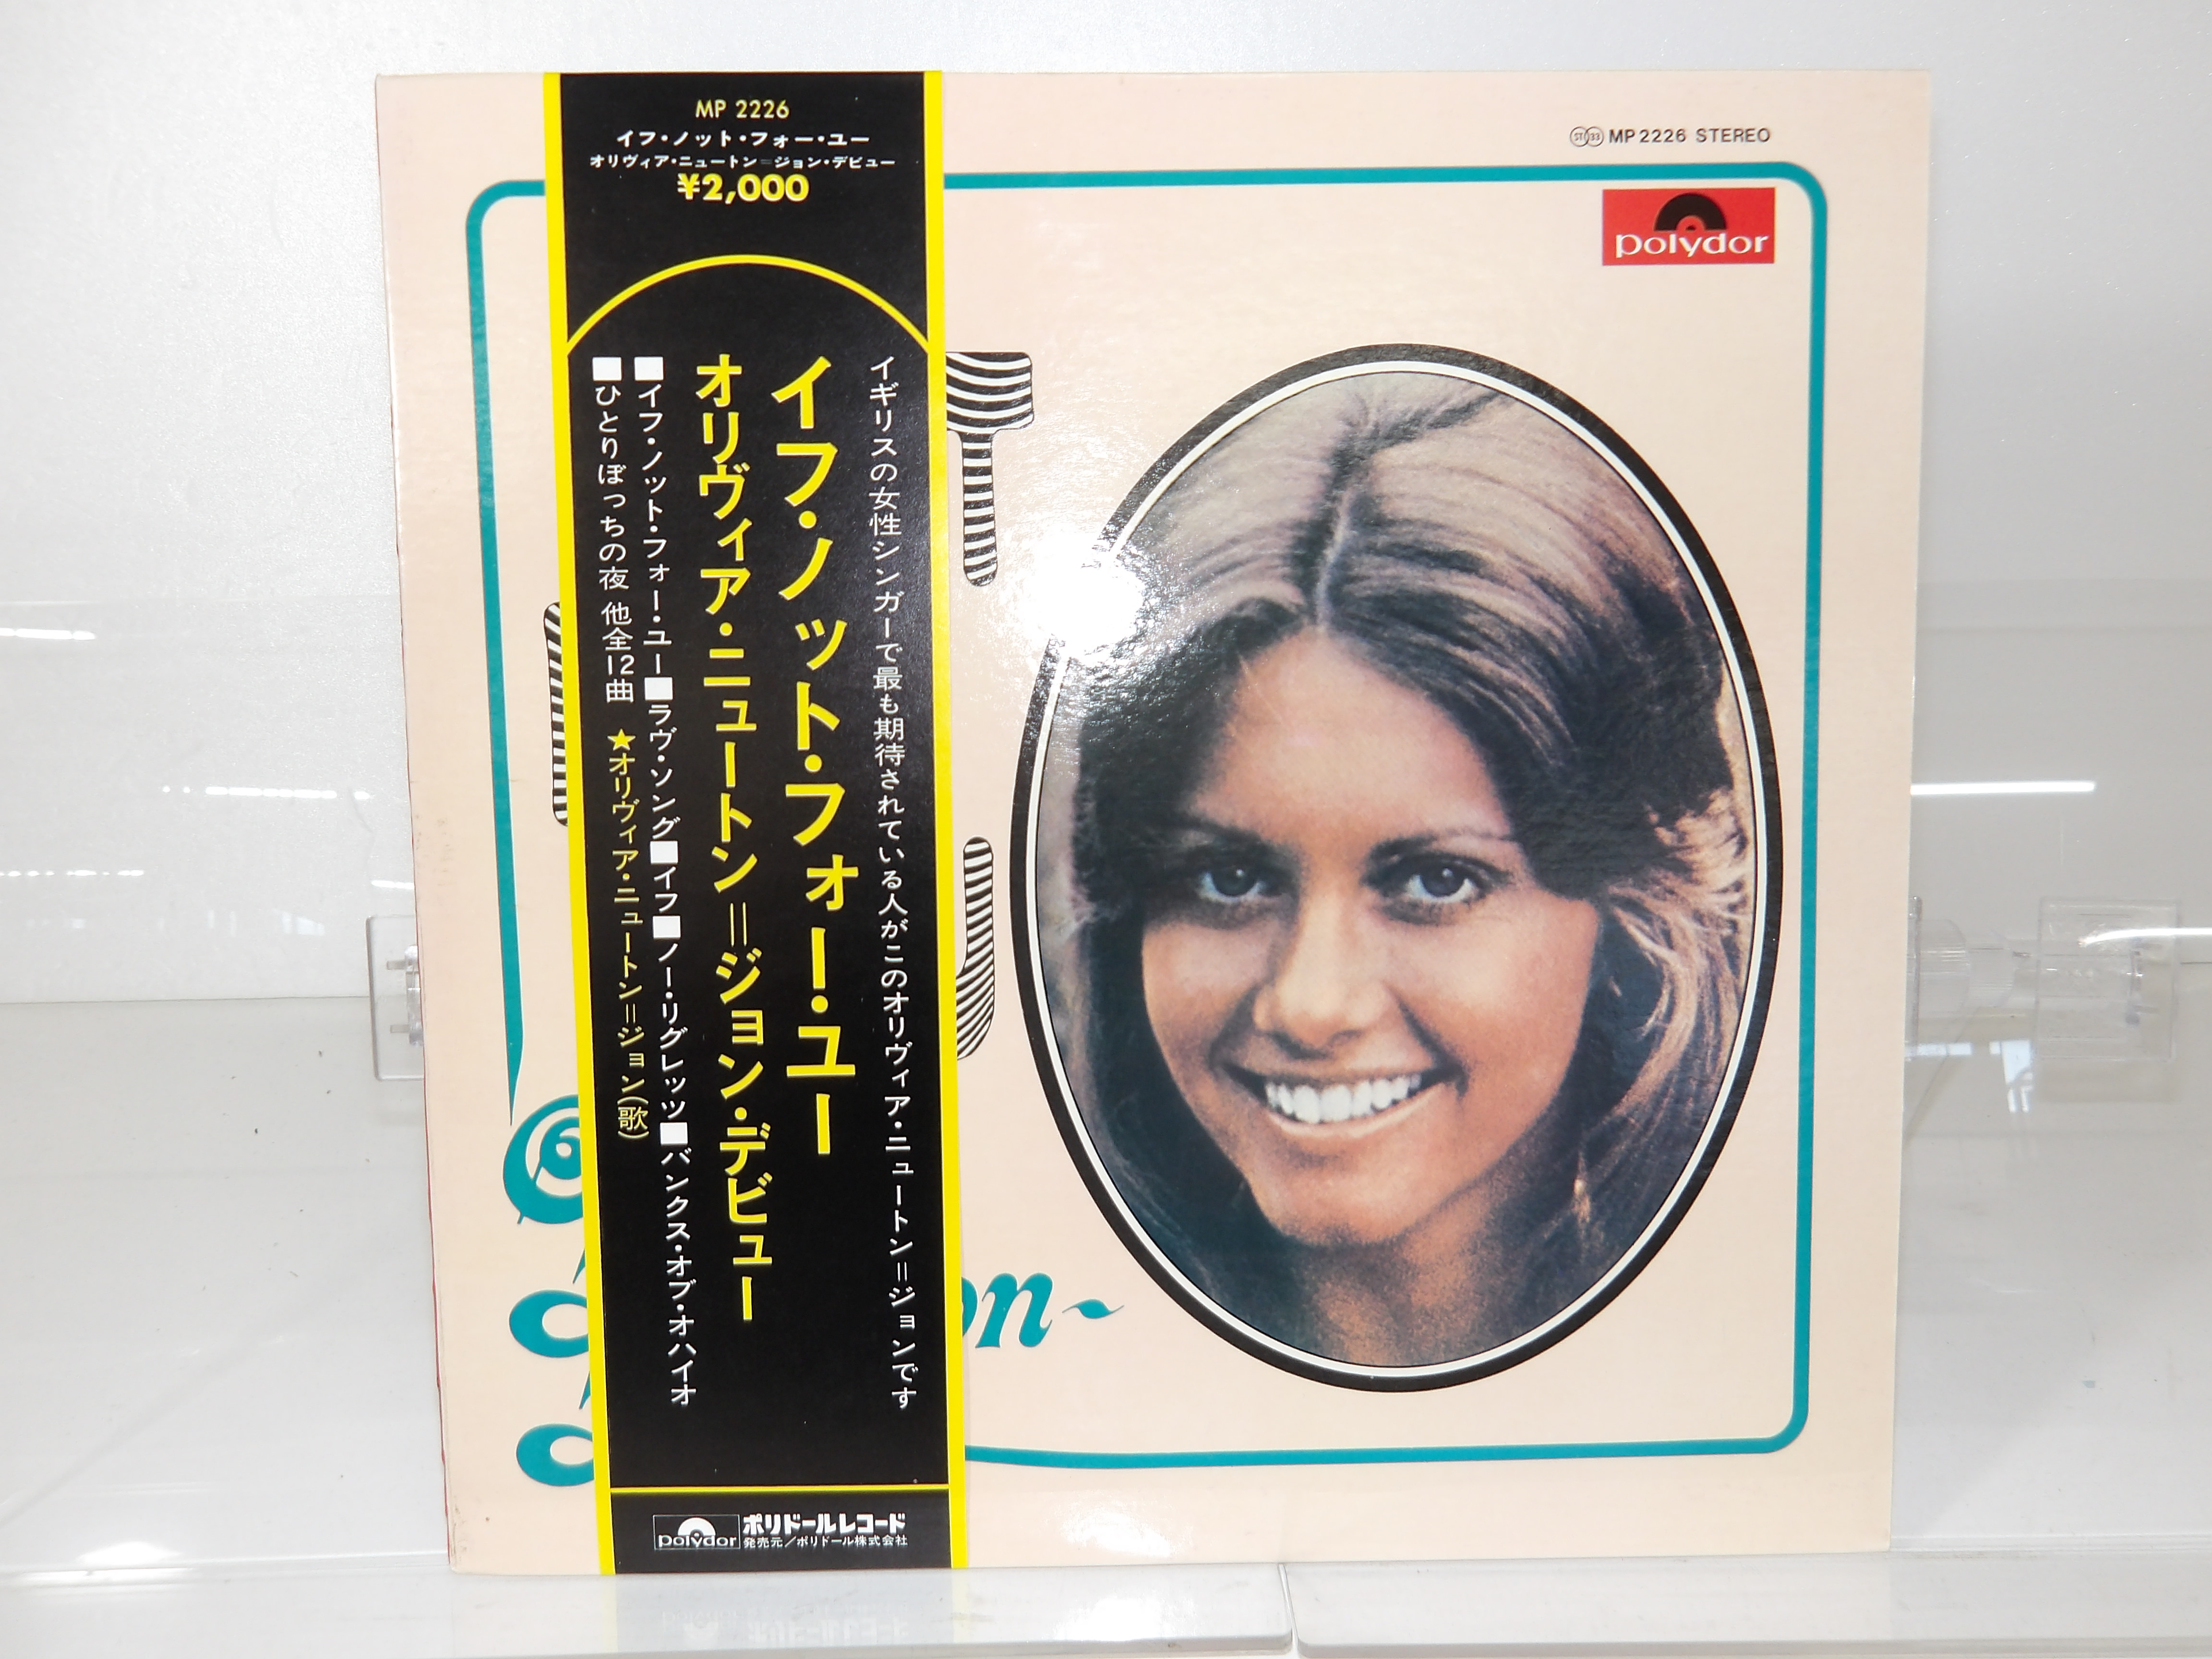 MP 2226
イフ・ノット・フォー・ユー
オリヴィア・ニュートン=ジョン・デビュー
¥2,000
イギリスの女性シンガーで最も期待されている人がこのオリヴィア・ニュートン=ジョンです
イフ・ノット・フォー・ユー
オリヴィア・ニュートン=ジョン・デビュー
■イフ・ノット・フォー・ユー■ラヴ・ソング■イフ■ノー・リグレッツ■バンクス・オブ・オハイオ
■ひとりぼっちの夜 他全12曲 ★オリヴィア・ニュートン=ジョン(歌)
polydor ポリドールレコード
発売元/ポリドール株式会社
ST 33 MP 2226 STEREO
polydor
T
on